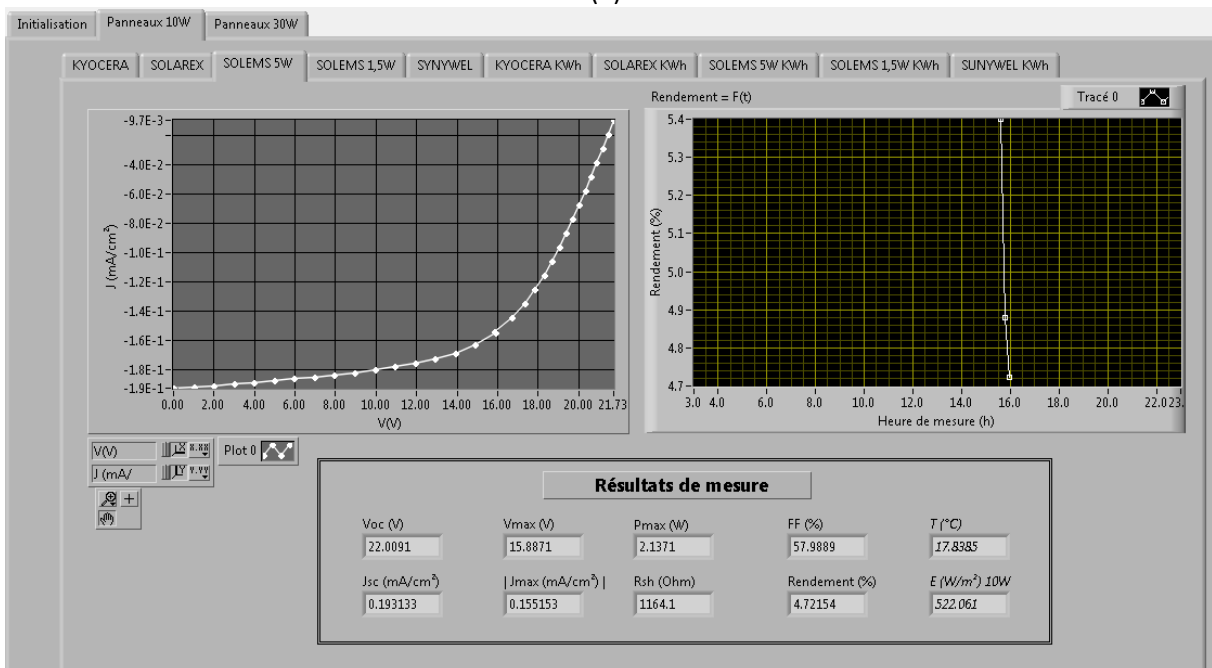 (b)
Initialisation Panneaux 10W Panneaux 30W
KYOCERA SOLAREX SOLEMS 5W SOLEMS 1,5W SYNYWEL KYOCERA KWh SOLAREX KWh SOLEMS 5W KWh SOLEMS 1,5W KWh SUNYWEL KWh
Rendement = F(t)
Tracé 0
-9.7E-3
-4.0E-2
-6.0E-2
-8.0E-2
-1.0E-1
-1.2E-1
-1.4E-1
-1.6E-1
-1.8E-1
-1.9E-1
J (mA/cm²)
0.00 2.00 4.00 6.00 8.00 10.00 12.00 14.00 16.00 18.00 20.00 21.73
V(V)
5.4
5.3
5.2
5.1
5.0
4.9
4.8
4.7
Rendement (%)
3.0 4.0 6.0 8.0 10.0 12.0 14.0 16.0 18.0 20.0 22.0 23.
Heure de mesure (h)
V(V) X X.XX Plot 0
J (mA/ Y Y.YY
Résultats de mesure
Voc (V) Vmax (V) Pmax (W) FF (%) T (°C)
22.0091 15.8871 2.1371 57.9889 17.8385
Jsc (mA/cm²) | Jmax (mA/cm²) | Rsh (Ohm) Rendement (%) E (W/m²) 10W
0.193133 0.155153 1164.1 4.72154 522.061